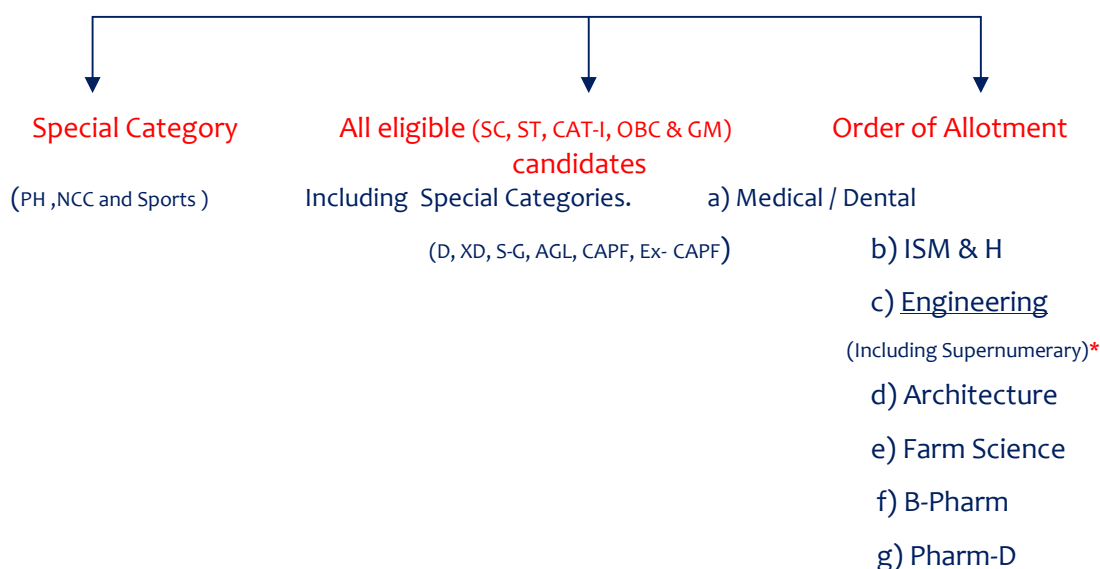 Special Category
(PH ,NCC and Sports )
All eligible (SC, ST, CAT-I, OBC & GM)
candidates
Including Special Categories.
(D, XD, S-G, AGL, CAPF, Ex- CAPF)
Order of Allotment
a) Medical / Dental
b) ISM & H
c) Engineering
(Including Supernumerary)*
d) Architecture
e) Farm Science
f) B-Pharm
g) Pharm-D